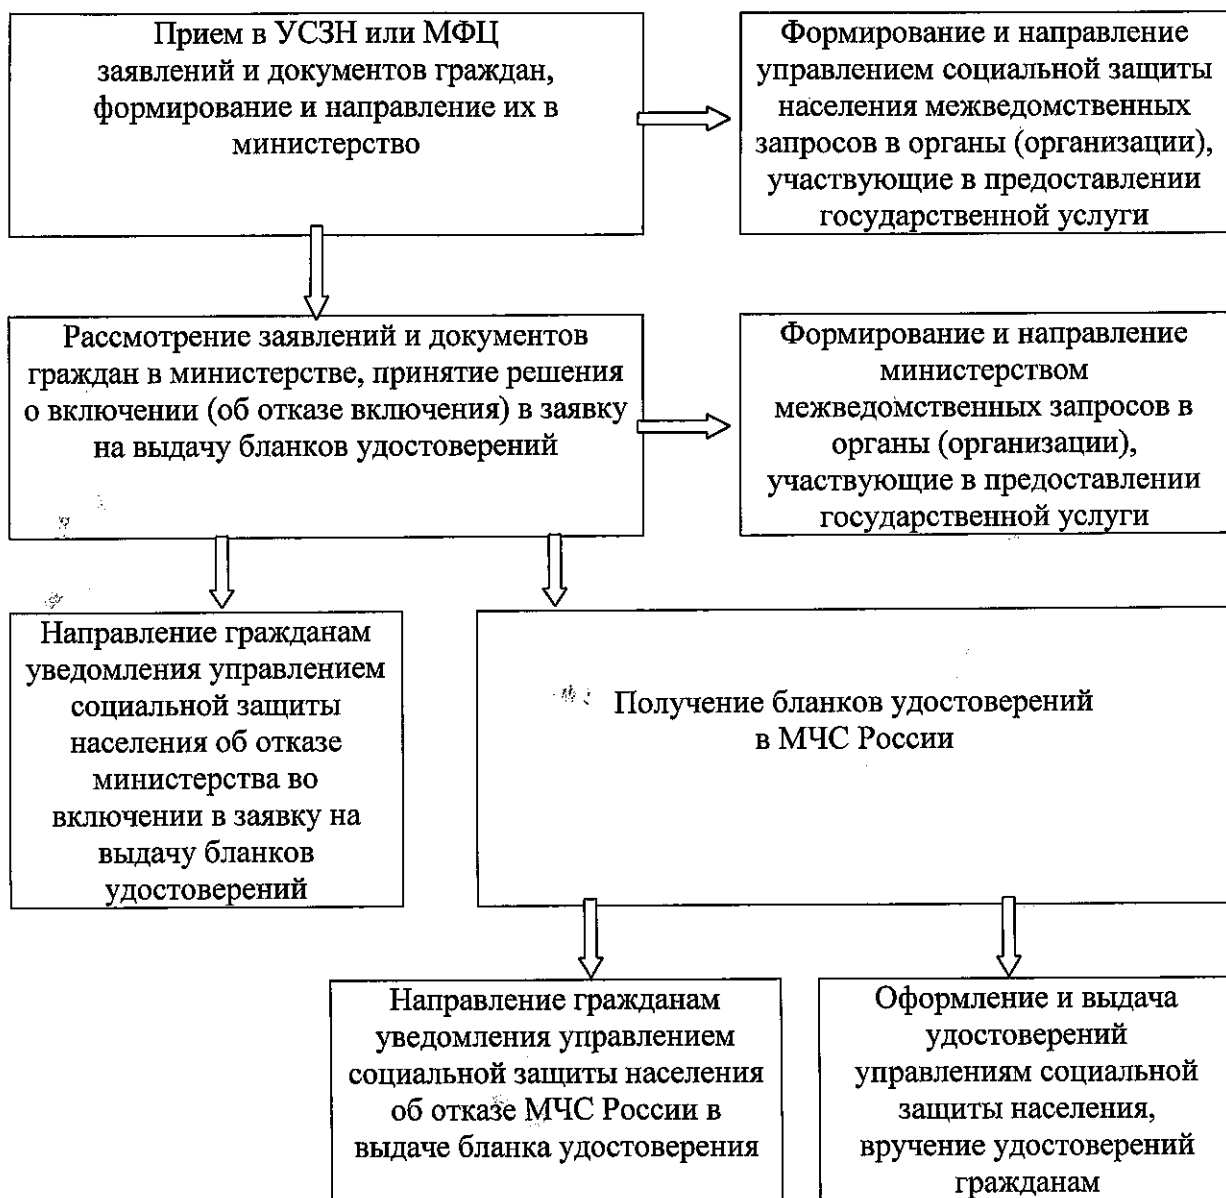 Прием в УСЗН или МФЦ
заявлений и документов граждан,
формирование и направление их в
министерство
Формирование и направление
управлением социальной защиты
населения межведомственных
запросов в органы (организации),
участвующие в предоставлении
государственной услуги
Рассмотрение заявлений и документов
граждан в министерстве, принятие решения
о включении (об отказе включения) в заявку
на выдачу бланков удостоверений
Формирование и направление
министерством
межведомственных запросов в
органы (организации),
участвующие в предоставлении
государственной услуги
Направление гражданам
уведомления управлением
социальной защиты
населения об отказе
министерства во
включении в заявку на
выдачу бланков
удостоверений
Получение бланков удостоверений
в МЧС России
Направление гражданам
уведомления управлением
социальной защиты населения
об отказе МЧС России в
выдаче бланка удостоверения
Оформление и выдача
удостоверений
управлениям социальной
защиты населения,
вручение удостоверений
гражданам